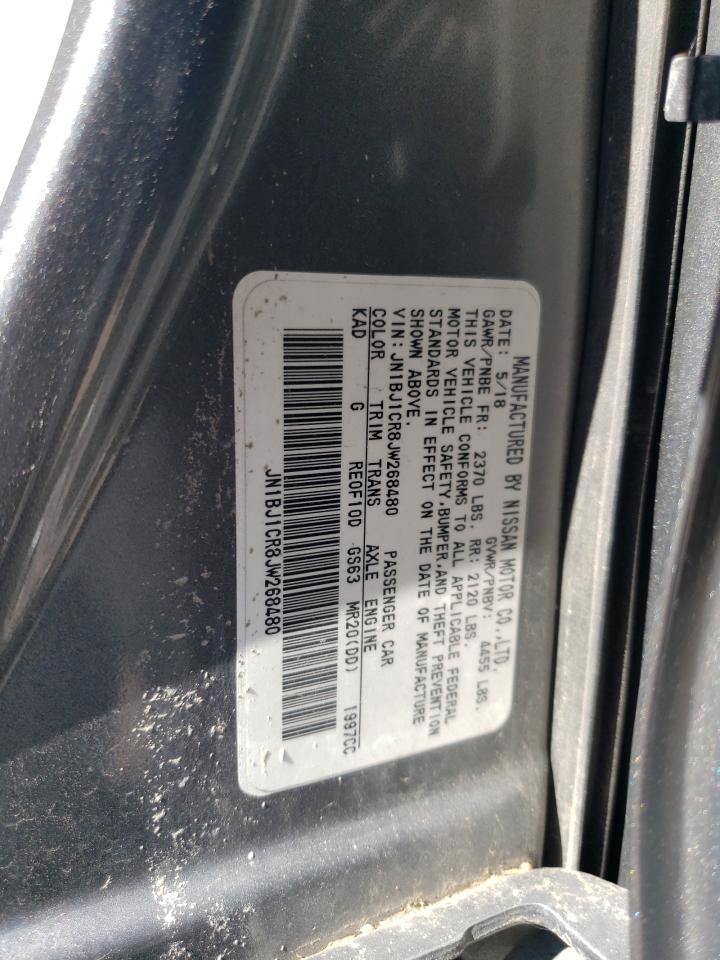 MANUFACTURED BY NISSAN MOTOR CO.,LTD.
DATE: 5/18 GVWR/PNBV: 4455 LBS.
GAWR/PNBE FR: 2370 LBS. RR: 2120 LBS.
THIS VEHICLE CONFORMS TO ALL APPLICABLE FEDERAL
MOTOR VEHICLE SAFETY,BUMPER,AND THEFT PREVENTION
STANDARDS IN EFFECT ON THE DATE OF MANUFACTURE
SHOWN ABOVE.
VIN: JN1BJ1CR8JW268480 PASSENGER CAR
COLOR TRIM TRANS AXLE ENGINE
KAD G RE0F10D GS63 MR20(DD) 1997CC
JN1BJ1CR8JW268480